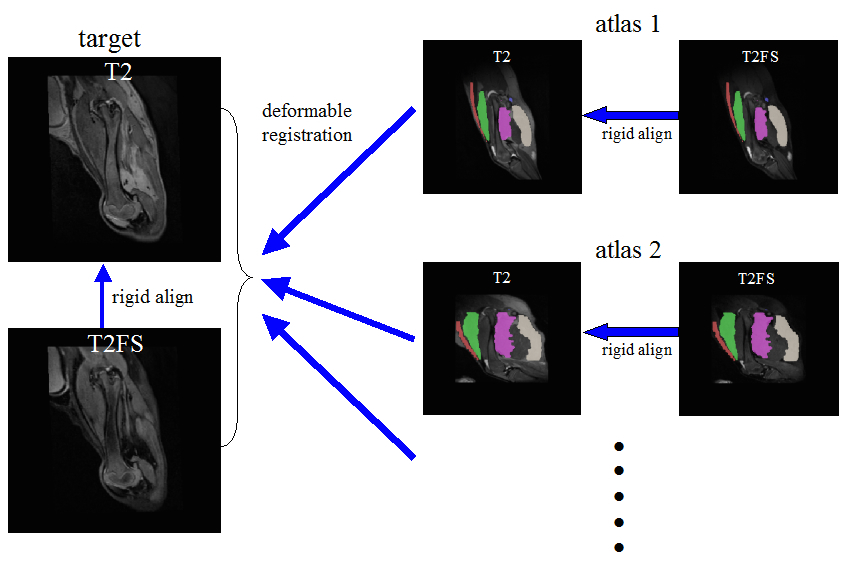 target
T2
rigid align
T2FS
deformable
registration
atlas 1
T2
T2FS
rigid align
atlas 2
T2
T2FS
rigid align